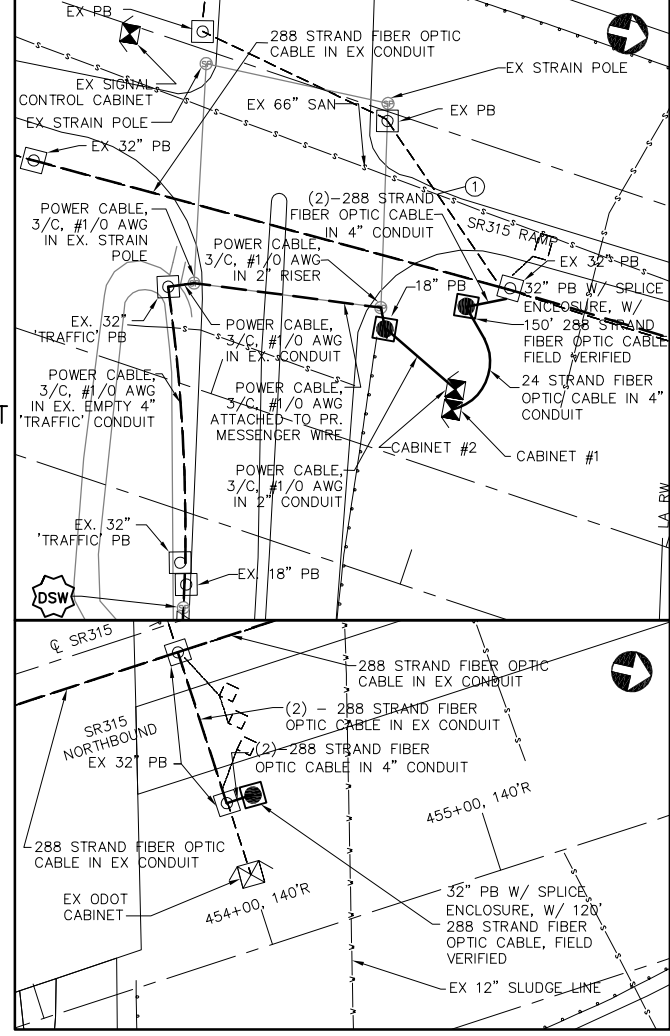 EX PB
288 STRAND FIBER OPTIC
CABLE IN EX CONDUIT
EX SIGNAL
CONTROL CABINET
EX STRAIN POLE
EX 66" SAN
EX STRAIN POLE
EX PB
EX 32" PB
1
(2)-288 STRAND
FIBER OPTIC CABLE
IN 4" CONDUIT
SR315 RAMP
POWER CABLE,
3/C, #1/0 AWG
IN EX. STRAIN
POLE
POWER CABLE,
3/C, #1/0 AWG
IN 2" RISER
18" PB
EX 32" PB
32" PB W/ SPLICE
ENCLOSURE, W/
150' 288 STRAND
FIBER OPTIC CABLE
FIELD VERIFIED
EX. 32"
'TRAFFIC' PB
POWER CABLE,
3/C, #1/0 AWG
IN EX. CONDUIT
POWER CABLE,
3/C, #1/0 AWG
IN EX. EMPTY 4"
'TRAFFIC' CONDUIT
POWER CABLE,
3/C, #1/0 AWG
ATTACHED TO PR.
MESSENGER WIRE
24 STRAND FIBER
OPTIC CABLE IN 4"
CONDUIT
T
CABINET #2
CABINET #1
POWER CABLE,
3/C, #1/0 AWG
IN 2" CONDUIT
LA RW
EX. 32"
'TRAFFIC' PB
EX. 18" PB
DSW
℄ SR315
288 STRAND FIBER OPTIC
CABLE IN EX CONDUIT
(2) - 288 STRAND FIBER
OPTIC CABLE IN EX CONDUIT
SR315
NORTHBOUND
EX 32" PB
(2)-288 STRAND FIBER
OPTIC CABLE IN 4" CONDUIT
455+00, 140'R
288 STRAND FIBER OPTIC
CABLE IN EX CONDUIT
EX ODOT
CABINET
454+00, 140'R
32" PB W/ SPLICE
ENCLOSURE, W/ 120'
288 STRAND FIBER
OPTIC CABLE, FIELD
VERIFIED
EX 12" SLUDGE LINE